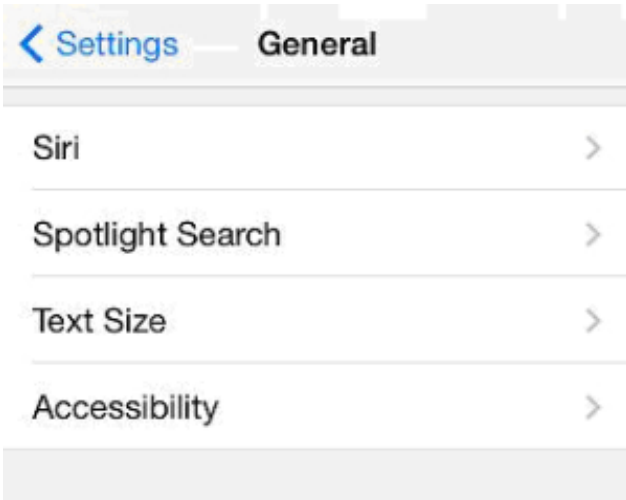 Settings General
Siri
Spotlight Search
Text Size
Accessibility